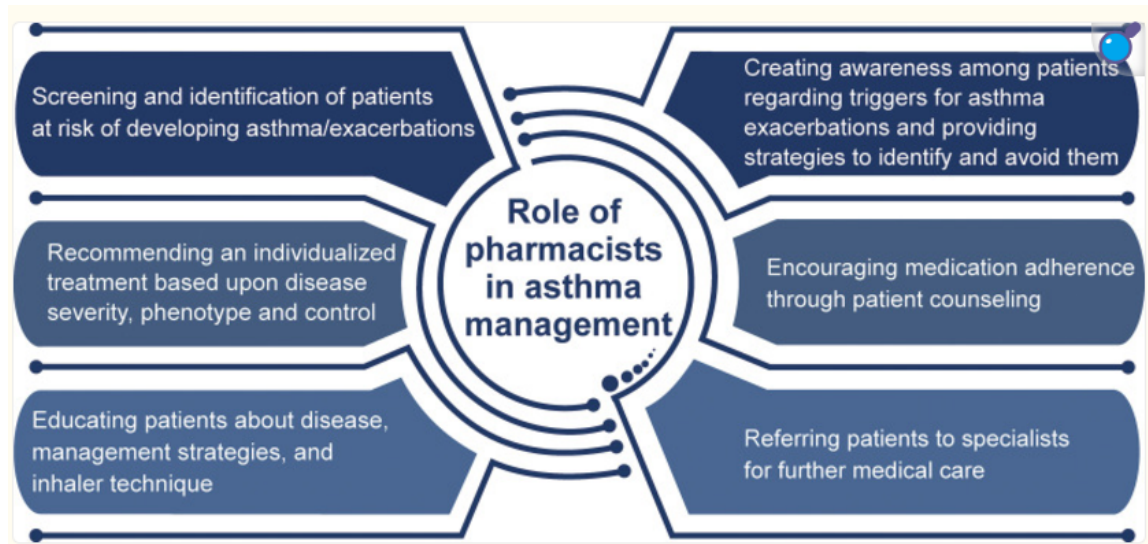 Screening and identification of patients
at risk of developing asthma/exacerbations
Recommending an individualized
treatment based upon disease
severity, phenotype and control
Educating patients about disease,
management strategies, and
inhaler technique
Role of
pharmacists
in asthma
management
Creating awareness among patients
regarding triggers for asthma
exacerbations and providing
strategies to identify and avoid them
Encouraging medication adherence
through patient counseling
Referring patients to specialists
for further medical care